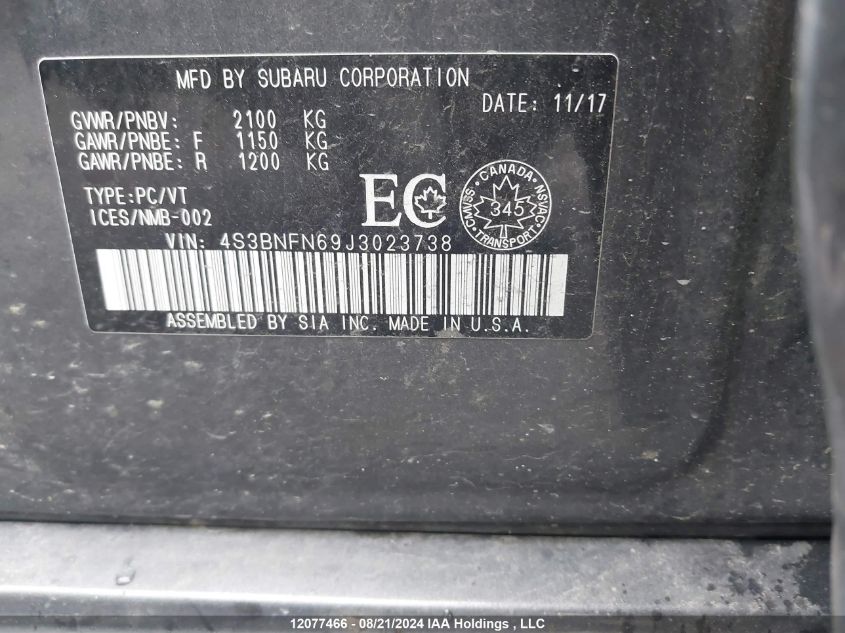 MFD BY SUBARU CORPORATION
DATE: 11/17
GVWR/PNBV: 2100 KG
GAWR/PNBE: F 1150 KG
GAWR/PNBE: R 1200 KG
TYPE:PC/VT
ICES/NMB-002
EC
CANADA
CMVSS 345 NSVAC
TRANSPORT
VIN: 4S3BNFN69J3023738
ASSEMBLED BY SIA INC. MADE IN U.S.A.
12077466 - 08/21/2024 IAA Holdings , LLC